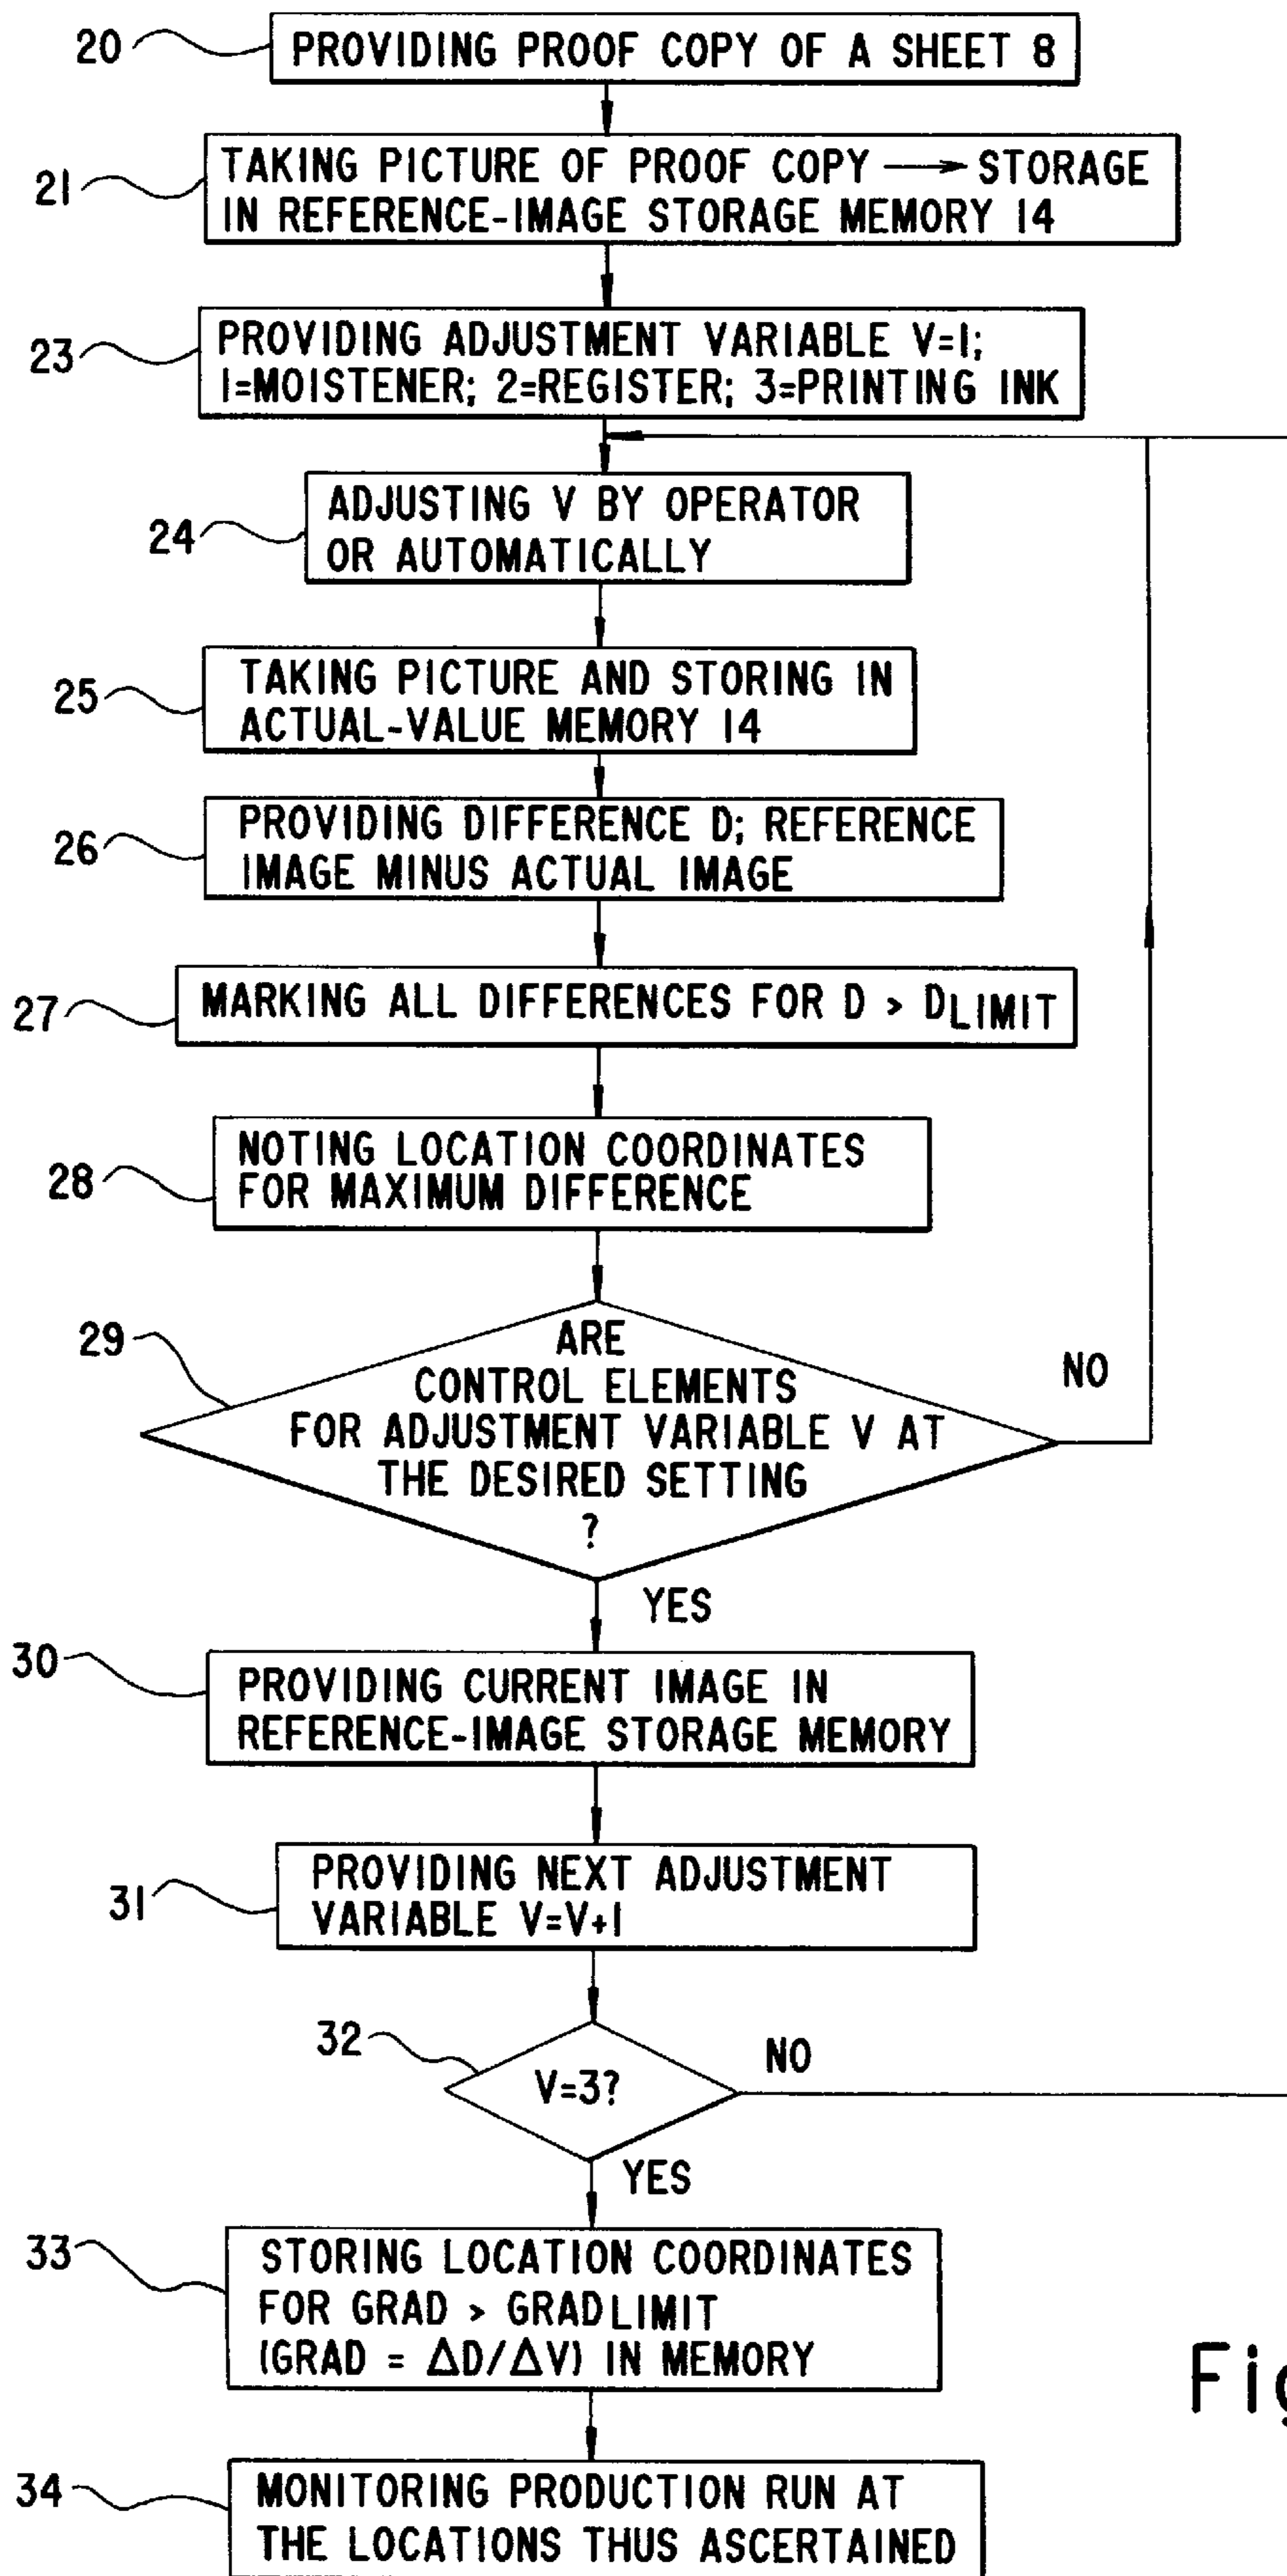 20
PROVIDING PROOF COPY OF A SHEET 8
21
TAKING PICTURE OF PROOF COPY → STORAGE
IN REFERENCE-IMAGE STORAGE MEMORY 14
23
PROVIDING ADJUSTMENT VARIABLE V=1;
1=MOISTENER; 2=REGISTER; 3=PRINTING INK
24
ADJUSTING V BY OPERATOR
OR AUTOMATICALLY
25
TAKING PICTURE AND STORING IN
ACTUAL-VALUE MEMORY 14
26
PROVIDING DIFFERENCE D; REFERENCE
IMAGE MINUS ACTUAL IMAGE
27
MARKING ALL DIFFERENCES FOR D > DLIMIT
28
NOTING LOCATION COORDINATES
FOR MAXIMUM DIFFERENCE
29
ARE
CONTROL ELEMENTS
FOR ADJUSTMENT VARIABLE V AT
THE DESIRED SETTING
?
NO
YES
30
PROVIDING CURRENT IMAGE IN
REFERENCE-IMAGE STORAGE MEMORY
31
PROVIDING NEXT ADJUSTMENT
VARIABLE V=V+1
32
V=3?
NO
YES
33
STORING LOCATION COORDINATES
FOR GRAD > GRADLIMIT
(GRAD = ΔD/ΔV) IN MEMORY
34
MONITORING PRODUCTION RUN AT
THE LOCATIONS THUS ASCERTAINED